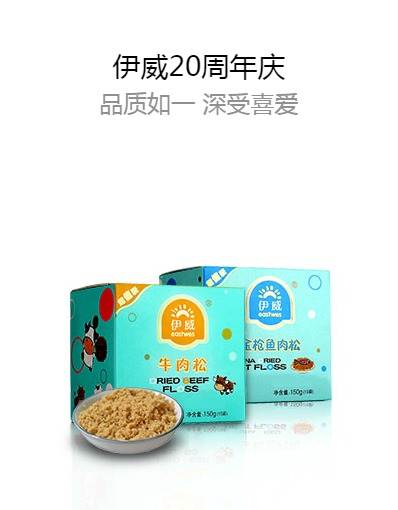 伊威20周年庆
品质如一 深受喜爱
伊威
eastwes
牛肉松
DRIED BEEF
FLOSS
净含量:150g
伊威
eastwes
金枪鱼肉松
NA DRIED
T FLOSS
净含量:150g